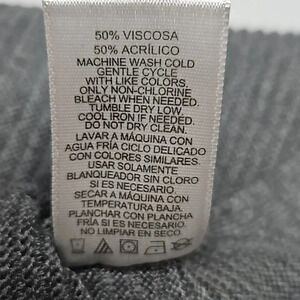 50% VISCOSA
50% ACRÍLICO
MACHINE WASH COLD
GENTLE CYCLE
WITH LIKE COLORS,
ONLY NON-CHLORINE
BLEACH WHEN NEEDED.
TUMBLE DRY LOW,
COOL IRON IF NEEDED.
DO NOT DRY CLEAN.
LAVAR A MÁQUINA CON
AGUA FRÍA CICLO DELICADO
CON COLORES SIMILARES.
USAR SOLAMENTE
BLANQUEADOR SIN CLORO
SI ES NECESARIO.
SECAR A MÁQUINA CON
TEMPERATURA BAJA.
PLANCHAR CON PLANCHA
FRÍA SI ES NECESARIO.
NO LIMPIAR EN SECO.